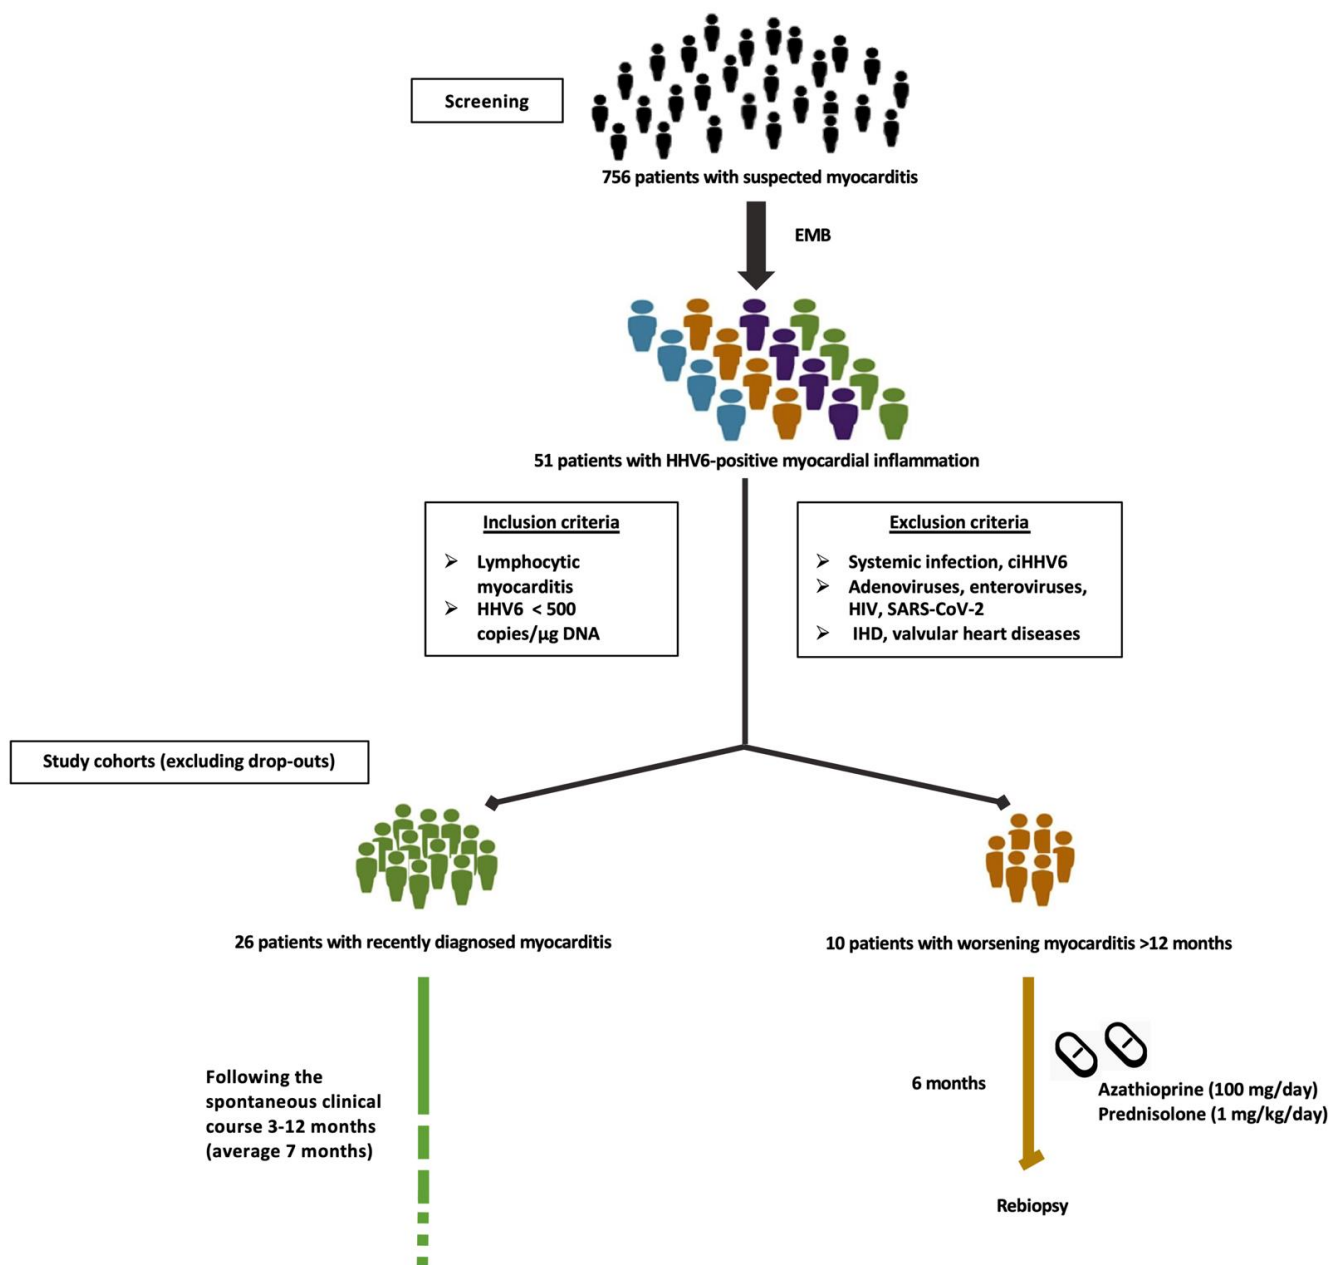 Screening
756 patients with suspected myocarditis
EMB
51 patients with HHV6-positive myocardial inflammation
Inclusion criteria
➢ Lymphocytic
myocarditis
➢ HHV6 < 500
copies/µg DNA
Exclusion criteria
➢ Systemic infection, ciHHV6
➢ Adenoviruses, enteroviruses,
HIV, SARS-CoV-2
➢ IHD, valvular heart diseases
Study cohorts (excluding drop-outs)
26 patients with recently diagnosed myocarditis
10 patients with worsening myocarditis >12 months
Following the
spontaneous clinical
course 3-12 months
(average 7 months)
6 months
Azathioprine (100 mg/day)
Prednisolone (1 mg/kg/day)
Rebiopsy